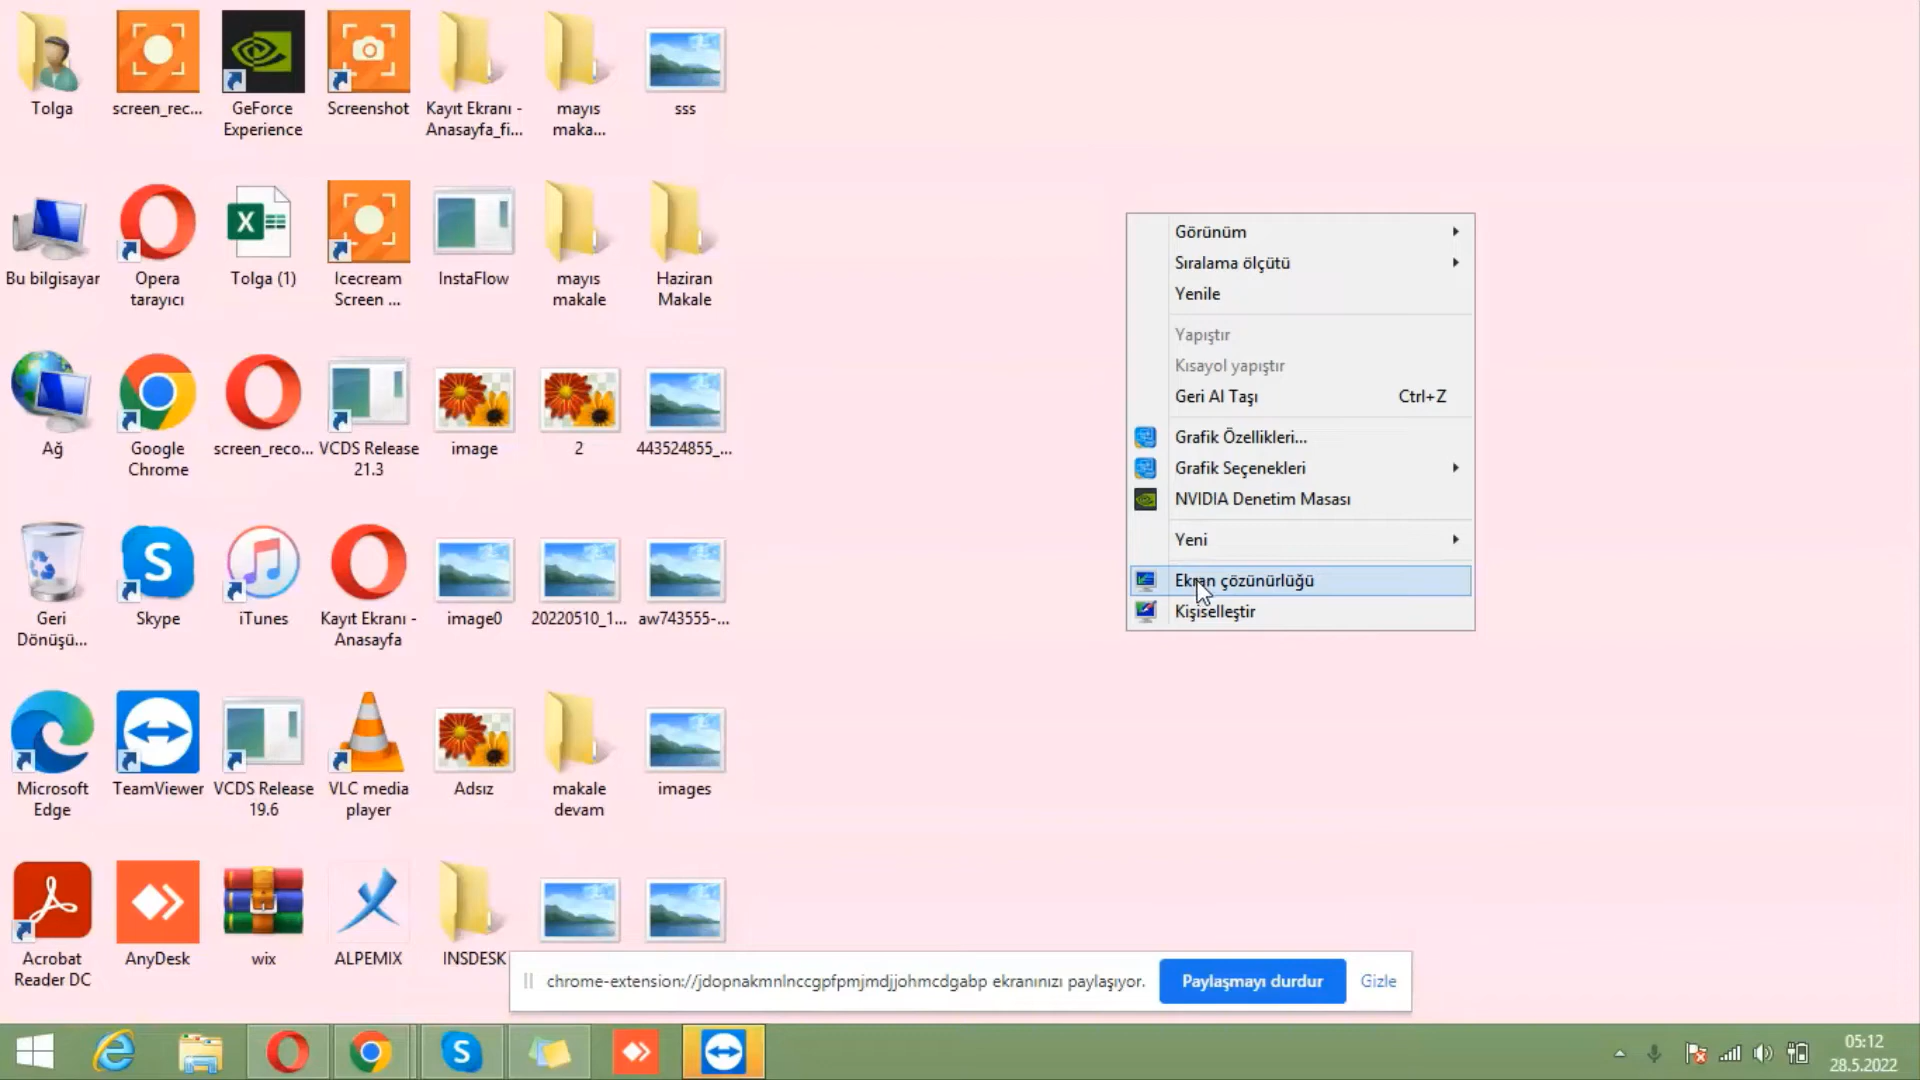 Tolga
screen_rec...
GeForce
Experience
Screenshot
Kayıt Ekranı -
Anasayfa_fi...
mayıs
maka...
sss
Bu bilgisayar
Opera
tarayıcı
Tolga (1)
Icecream
Screen ...
InstaFlow
mayıs
makale
Haziran
Makale
Ağ
Google
Chrome
screen_reco...
VCDS Release
21.3
image
2
443524855_...
Geri
Dönüşü...
Skype
iTunes
Kayıt Ekranı -
Anasayfa
image0
20220510_1...
aw743555-...
Microsoft
Edge
TeamViewer
VCDS Release
19.6
VLC media
player
Adsız
makale
devam
images
Acrobat
Reader DC
AnyDesk
wix
ALPEMIX
INSDESK
Görünüm
Sıralama ölçütü
Yenile
Yapıştır
Kısayol yapıştır
Geri Al Taşı Ctrl+Z
Grafik Özellikleri...
Grafik Seçenekleri
NVIDIA Denetim Masası
Yeni
Ekran çözünürlüğü
Kişiselleştir
chrome-extension://jdopnakmnlnccgpfpmjmdjjohmcdgabp ekranınızı paylaşıyor. Paylaşmayı durdur Gizle
05:12
28.5.2022